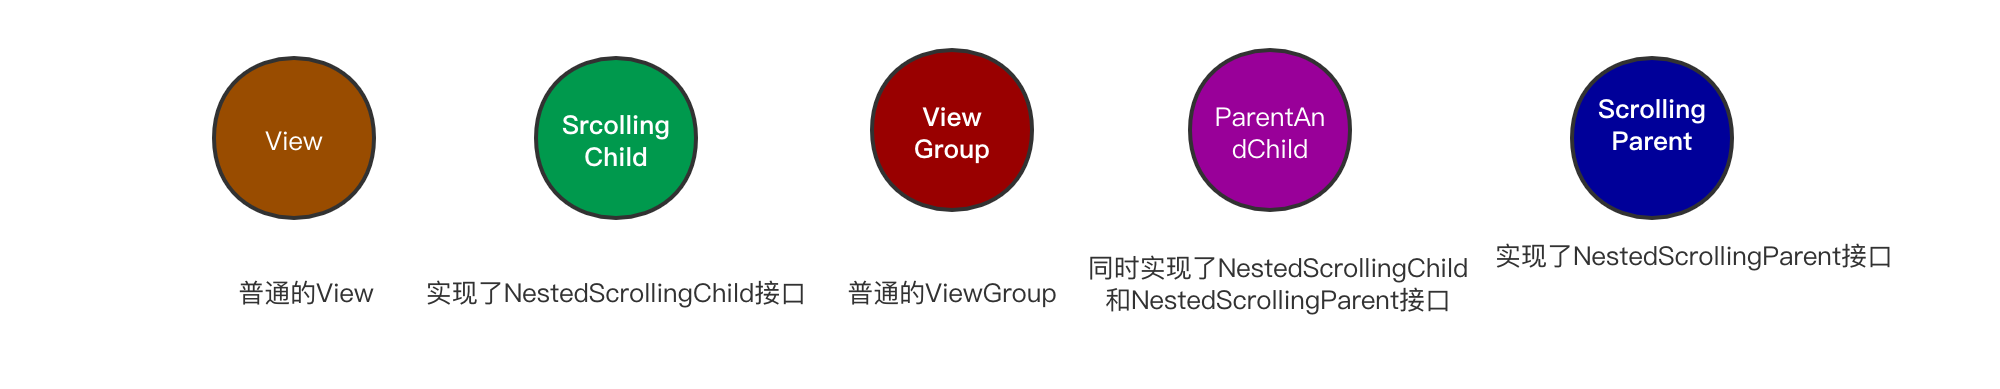 View
Srcolling
Child
View
Group
ParentAn
dChild
Scrolling
Parent
普通的View
实现了NestedScrollingChild接口
普通的ViewGroup
同时实现了NestedScrollingChild
和NestedScrollingParent接口
实现了NestedScrollingParent接口